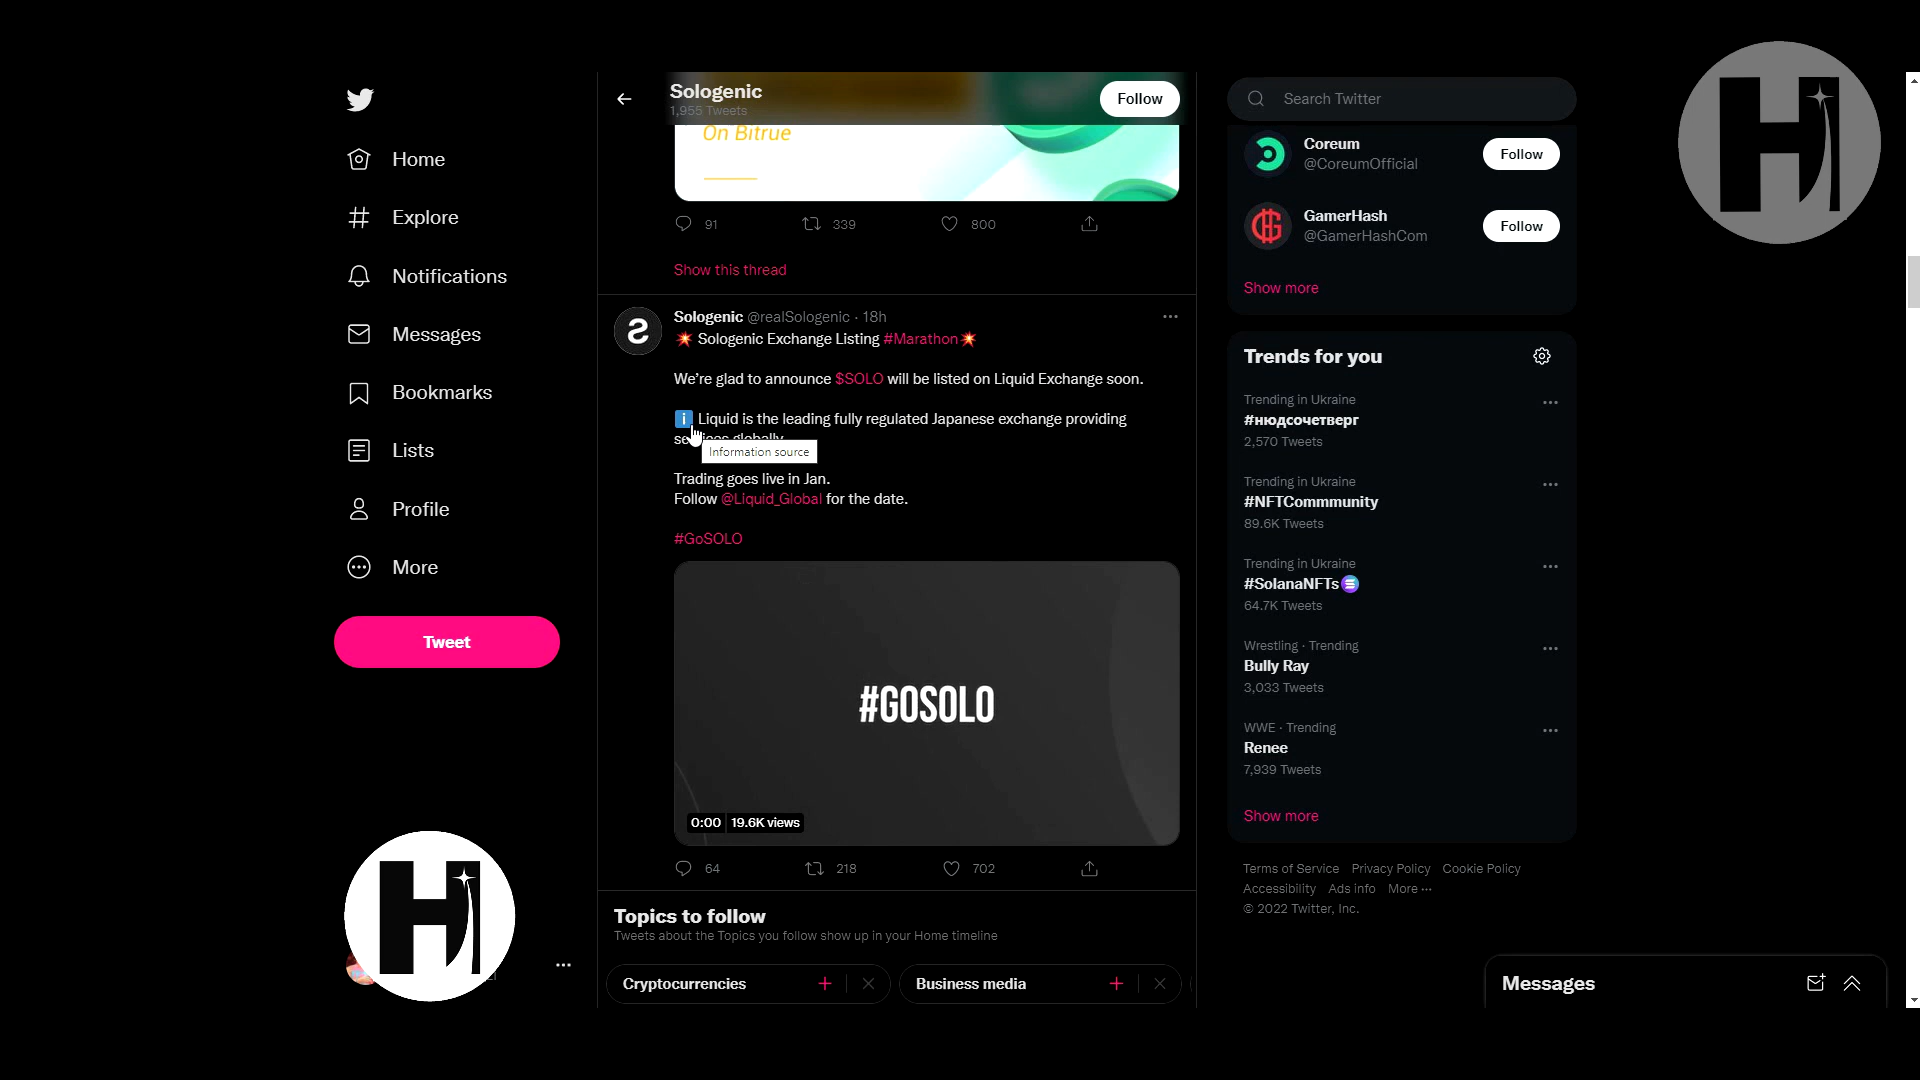 Home
Explore
Notifications
Messages
Bookmarks
Lists
Profile
More
Tweet
Sologenic
1,955 Tweets
Follow
On Bitrue
91
339
800
Show this thread
Sologenic @realSologenic · 18h
💥 Sologenic Exchange Listing #Marathon💥
We're glad to announce $SOLO will be listed on Liquid Exchange soon.
ℹ️ Liquid is the leading fully regulated Japanese exchange providing
services globally.
Information source
Trading goes live in Jan.
Follow @Liquid_Global for the date.
#GoSOLO
#GOSOLO
0:00 19.6K views
64
218
702
Topics to follow
Tweets about the Topics you follow show up in your Home timeline
Cryptocurrencies
Business media
Search Twitter
Coreum
@CoreumOfficial
Follow
GamerHash
@GamerHashCom
Follow
Show more
Trends for you
Trending in Ukraine
#нюдсочетверг
2,570 Tweets
Trending in Ukraine
#NFTCommmunity
89.6K Tweets
Trending in Ukraine
#SolanaNFTs
64.7K Tweets
Wrestling · Trending
Bully Ray
3,033 Tweets
WWE · Trending
Renee
7,939 Tweets
Show more
Terms of Service Privacy Policy Cookie Policy
Accessibility Ads info More ···
© 2022 Twitter, Inc.
Messages
H
H